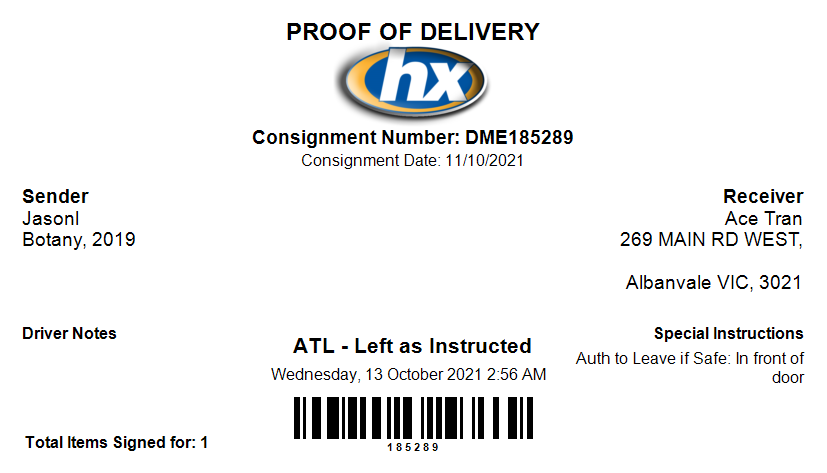 PROOF OF DELIVERY
hx
Consignment Number: DME185289
Consignment Date: 11/10/2021
Sender
JasonI
Botany, 2019
Receiver
Ace Tran
269 MAIN RD WEST,
Albanvale VIC, 3021
Driver Notes
ATL - Left as Instructed
Wednesday, 13 October 2021 2:56 AM
185289
Special Instructions
Auth to Leave if Safe: In front of
door
Total Items Signed for: 1